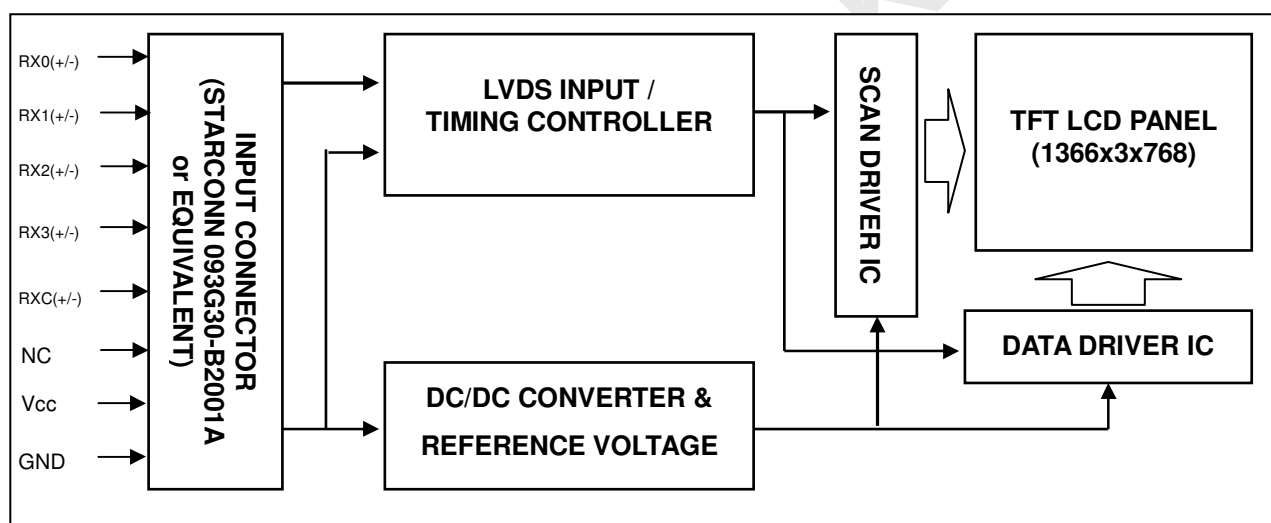 RX0(+/-)
RX1(+/-)
RX2(+/-)
RX3(+/-)
RXC(+/-)
NC
Vcc
GND
INPUT CONNECTOR
(STARCONN 093G30-B2001A
or EQUIVALENT)
LVDS INPUT /
TIMING CONTROLLER
DC/DC CONVERTER &
REFERENCE VOLTAGE
SCAN DRIVER IC
TFT LCD PANEL
(1366x3x768)
DATA DRIVER IC